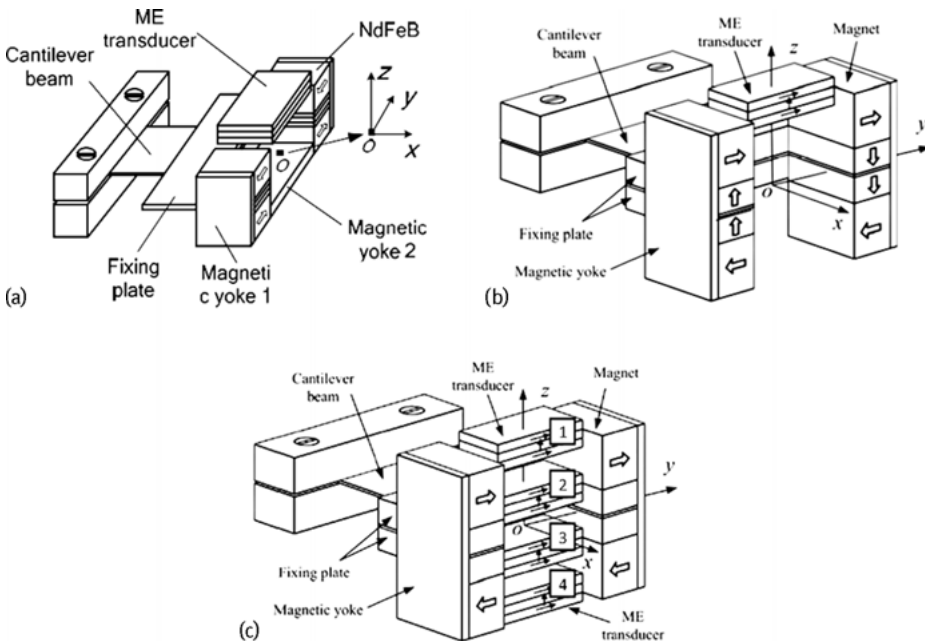 ME
transducer
NdFeB
Cantilever
beam
z
y
x
O
O
Magnetic
yoke 2
Fixing
plate
Magneti
c yoke 1
(a)
ME
transducer
z
Magnet
Cantilever
beam
y
o
x
Fixing plate
Magnetic yoke
(b)
ME
transducer
z
Magnet
Cantilever
beam
1
2
y
o
3
x
Fixing plate
4
Magnetic yoke
ME
transducer
(c)